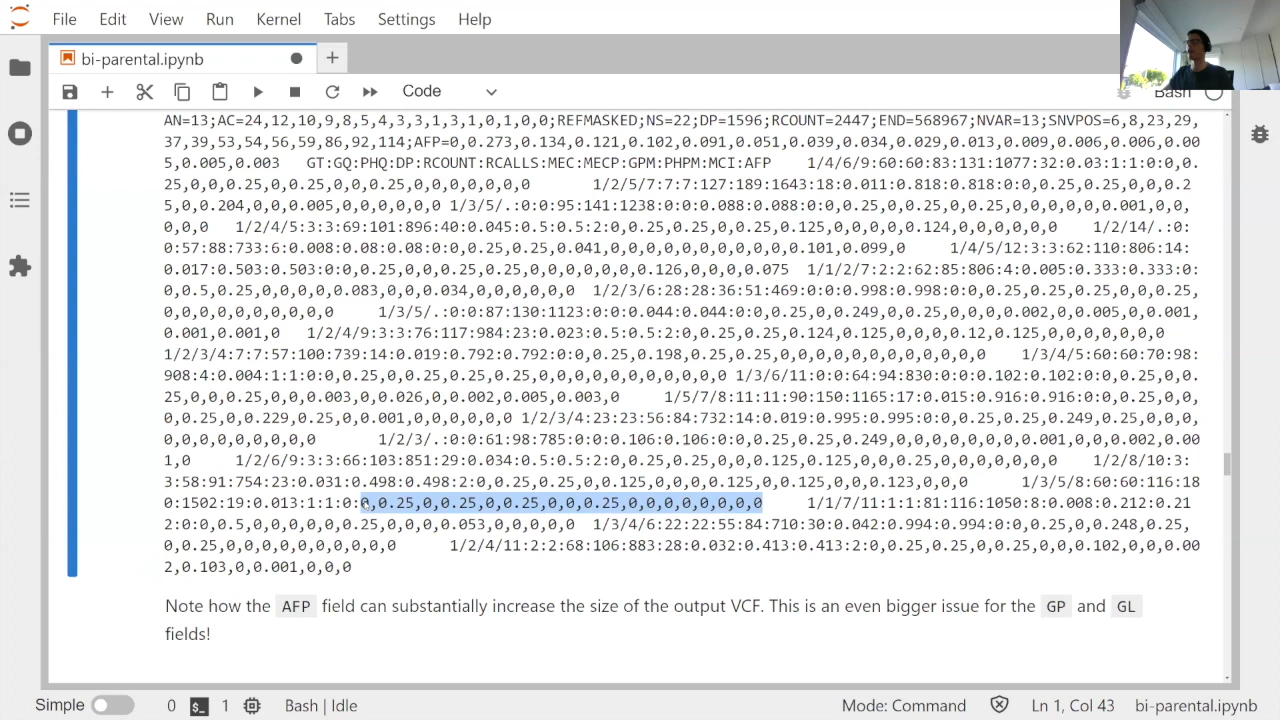 File Edit View Run Kernel Tabs Settings Help
bi-parental.ipynb
Code
Bash
AN=13;AC=24,12,10,9,8,5,4,3,3,1,3,1,0,1,0,0;REFMASKED;NS=22;DP=1596;RCOUNT=2447;END=568967;NVAR=13;SNVPOS=6,8,23,29,
37,39,53,54,56,59,86,92,114;AFP=0,0.273,0.134,0.121,0.102,0.094,0.091,0.051,0.039,0.034,0.029,0.013,0.009,0.006,0.006,0.00
5,0.005,0.003 GT:GQ:PHQ:DP:RCOUNT:RCALLS:MEC:MECP:GPM:PHPM:MCI:AFP 1/4/6/9:60:60:83:131:1077:32:0.03:1:1:0:0,0.
25,0,0,0.25,0,0.25,0,0,0.25,0,0,0,0,0,0,0,0 1/2/5/7:7:7:127:189:1643:18:0.011:0.818:0.818:0:0,0.25,0.25,0,0,0.2
5,0,0.204,0,0,0.005,0,0,0,0,0,0,0 1/3/5/.:0:0:95:141:1238:0:0:0.088:0.088:0:0,0.25,0,0.25,0,0.25,0,0,0,0,0,0.001,0,0,
0,0,0,0 1/2/4/5:3:3:69:101:896:40:0.045:0.5:0.5:2:0,0.25,0.25,0,0.25,0.125,0,0,0,0,0.124,0,0,0,0,0,0,0 1/2/14/.:0:
0:57:88:733:6:0.008:0.08:0.08:0:0,0.25,0.25,0.041,0,0,0,0,0,0,0,0,0,0,0.101,0.099,0 1/4/5/12:3:3:62:110:806:14:
0.017:0.503:0.503:0:0,0.25,0,0,0.25,0.25,0,0,0,0,0,0,0.126,0,0,0,0.075 1/1/2/7:2:2:62:85:806:4:0.005:0.333:0.333:0:
0,0.5,0.25,0,0,0,0,0.083,0,0,0.034,0,0,0,0,0,0 1/2/3/6:28:28:36:51:469:0:0:0.998:0.998:0:0,0.25,0.25,0.25,0,0,0.25,
0,0,0,0,0,0,0,0,0,0,0 1/3/5/.:0:0:87:130:1123:0:0:0.044:0.044:0:0,0.25,0,0.249,0,0.25,0,0,0,0.002,0,0.005,0,0.001,
0.001,0.001,0 1/2/4/9:3:3:76:117:984:23:0.023:0.5:0.5:2:0,0.25,0.25,0.124,0.125,0,0,0,0.12,0.125,0,0,0,0,0,0,0
1/2/3/4:7:7:57:100:739:14:0.019:0.792:0.792:0:0,0.25,0.198,0.25,0.25,0,0,0,0,0,0,0,0,0,0,0 1/3/4/5:60:60:70:98:
908:4:0.004:1:1:0:0,0.25,0,0.25,0.25,0.25,0,0,0,0,0,0,0,0,0,0,0 1/3/6/11:0:0:64:94:830:0:0:0.102:0.102:0:0,0.25,0,0.
25,0,0,0.25,0,0,0.003,0,0.026,0,0.002,0.005,0.003,0 1/5/7/8:11:11:90:150:1165:17:0.015:0.916:0.916:0:0,0.25,0,0,
0,0.25,0,0.229,0.25,0,0.001,0,0,0,0,0,0 1/2/3/4:23:23:56:84:732:14:0.019:0.995:0.995:0:0,0.25,0.25,0.249,0.25,0,0,
0,0,0,0,0,0,0,0,0,0 1/2/3/.:0:0:61:98:785:0:0:0.106:0.106:0:0,0.25,0.25,0.249,0,0,0,0,0,0,0.001,0,0,0.002,0.00
1,0 1/2/6/9:3:3:66:103:851:29:0.034:0.5:0.5:2:0,0.25,0.25,0,0,0.125,0.125,0,0,0.125,0,0,0,0,0,0 1/2/8/10:3:
3:58:91:754:23:0.031:0.498:0.498:2:0,0.25,0.25,0,0.125,0,0,0,0.125,0,0.125,0,0,0.123,0,0,0 1/3/5/8:60:60:116:18
0:1502:19:0.013:1:1:0:0,0.25,0,0.25,0,0.25,0,0,0.25,0,0,0,0,0,0,0,0 1/1/7/11:1:1:81:116:1050:8:0.008:0.212:0.21
2:0:0,0.5,0,0,0,0,0,0.25,0,0,0,0.053,0,0,0,0,0 1/3/4/6:22:22:55:84:710:30:0.042:0.994:0.994:0:0,0.25,0,0.248,0.25,
0,0.25,0,0,0,0,0,0,0,0,0,0 1/2/4/11:2:2:68:106:883:28:0.032:0.413:0.413:2:0,0.25,0.25,0,0.25,0,0,0.102,0,0,0.00
2,0.103,0,0.001,0,0,0
Note how the AFP field can substantially increase the size of the output VCF. This is an even bigger issue for the GP and GL
fields!
Simple 0 1 Bash | Idle Mode: Command Ln 1, Col 43 bi-parental.ipynb